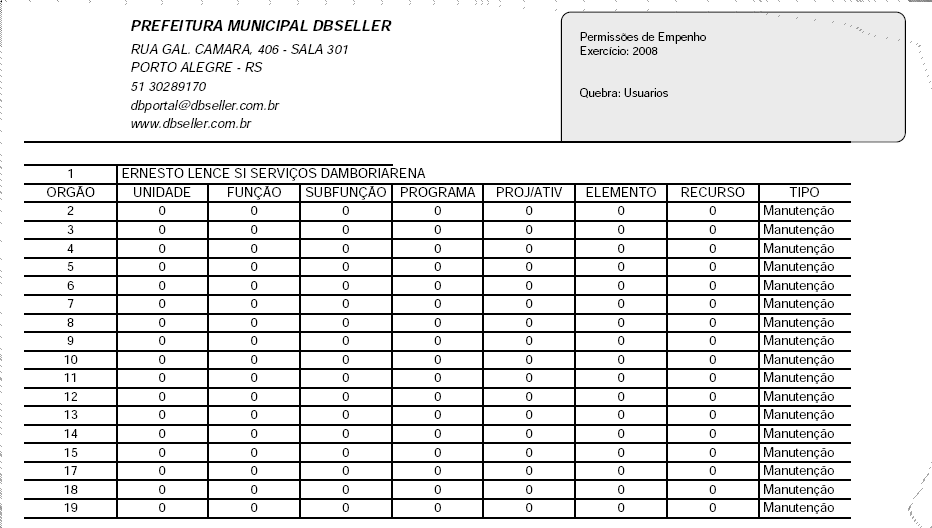 PREFEITURA MUNICIPAL DBSELLER
RUA GAL. CAMARA, 406 - SALA 301
PORTO ALEGRE - RS
51 30289170
dbportal@dbseller.com.br
www.dbseller.com.br
Permissões de Empenho
Exercício: 2008
Quebra: Usuarios
1 ERNESTO LENCE SI SERVIÇOS DAMBORIARENA
ORGÃO UNIDADE FUNÇÃO SUBFUNÇÃO PROGRAMA PROJ/ATIV ELEMENTO RECURSO TIPO
2 0 0 0 0 0 0 0 Manutenção
3 0 0 0 0 0 0 0 Manutenção
4 0 0 0 0 0 0 0 Manutenção
5 0 0 0 0 0 0 0 Manutenção
6 0 0 0 0 0 0 0 Manutenção
7 0 0 0 0 0 0 0 Manutenção
8 0 0 0 0 0 0 0 Manutenção
9 0 0 0 0 0 0 0 Manutenção
10 0 0 0 0 0 0 0 Manutenção
11 0 0 0 0 0 0 0 Manutenção
12 0 0 0 0 0 0 0 Manutenção
13 0 0 0 0 0 0 0 Manutenção
14 0 0 0 0 0 0 0 Manutenção
15 0 0 0 0 0 0 0 Manutenção
17 0 0 0 0 0 0 0 Manutenção
18 0 0 0 0 0 0 0 Manutenção
19 0 0 0 0 0 0 0 Manutenção